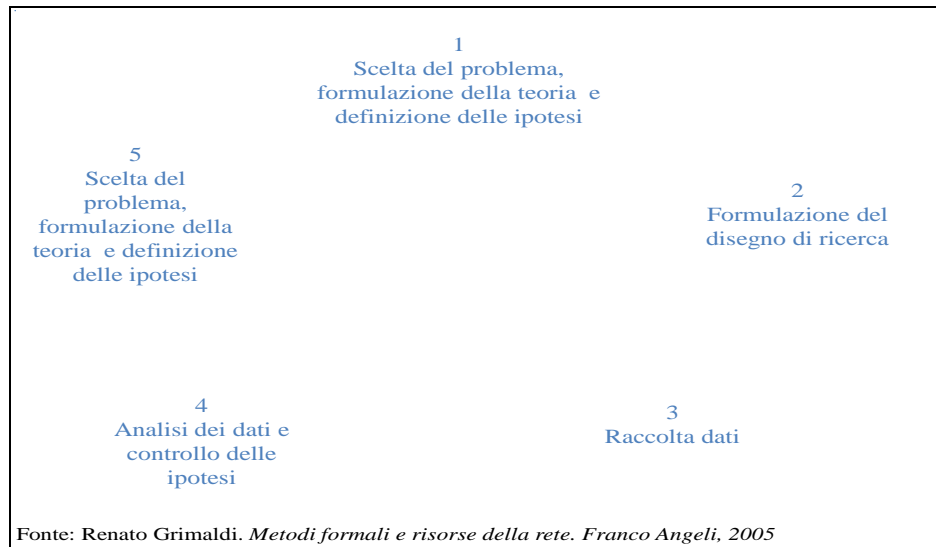 1
Scelta del problema,
formulazione della teoria e
definizione delle ipotesi
2
Formulazione del
disegno di ricerca
3
Raccolta dati
4
Analisi dei dati e
controllo delle
ipotesi
5
Scelta del
problema,
formulazione della
teoria e definizione
delle ipotesi
Fonte: Renato Grimaldi. Metodi formali e risorse della rete. Franco Angeli, 2005